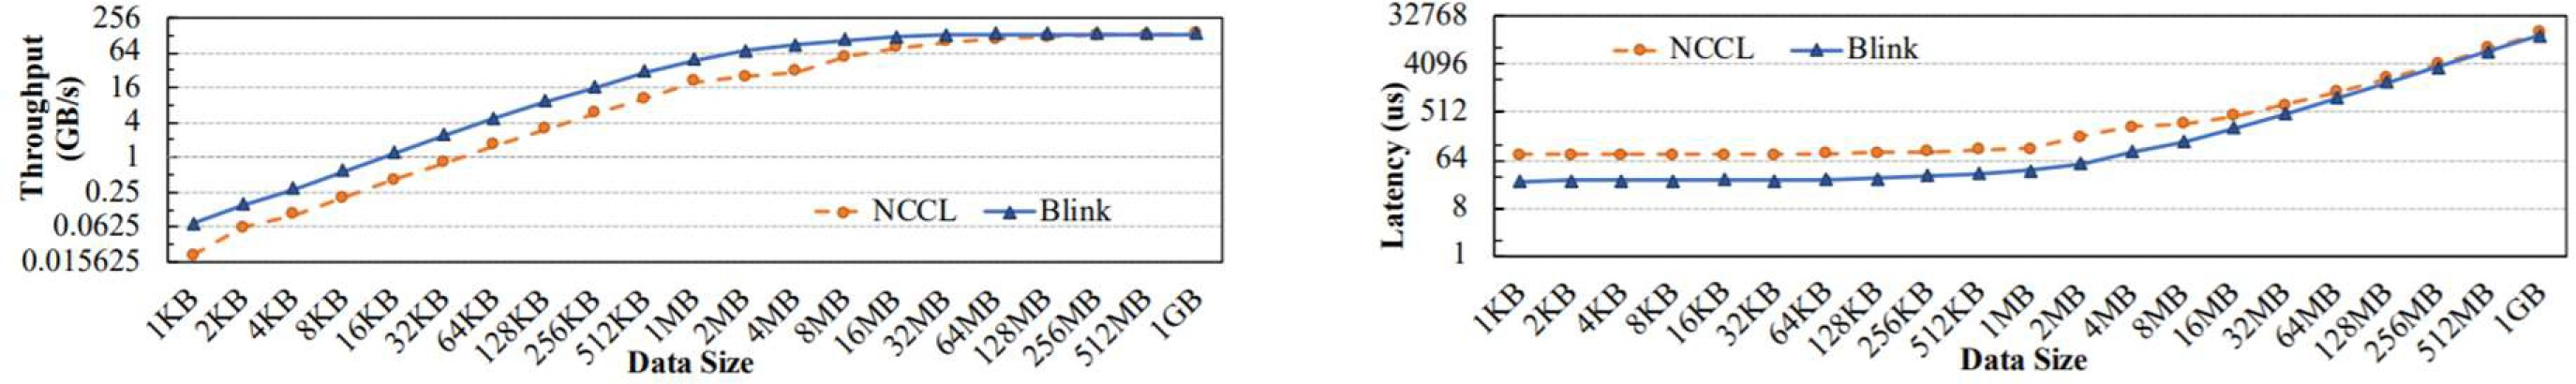 Throughput
(GB/s)
256
64
16
4
1
0.25
0.0625
0.015625
NCCL Blink
1KB 2KB 4KB 8KB 16KB 32KB 64KB 128KB 256KB 512KB 1MB 2MB 4MB 8MB 16MB 32MB 64MB 128MB 256MB 512MB 1GB
Data Size
Latency (us)
32768
4096
512
64
8
1
NCCL Blink
1KB 2KB 4KB 8KB 16KB 32KB 64KB 128KB 256KB 512KB 1MB 2MB 4MB 8MB 16MB 32MB 64MB 128MB 256MB 512MB 1GB
Data Size